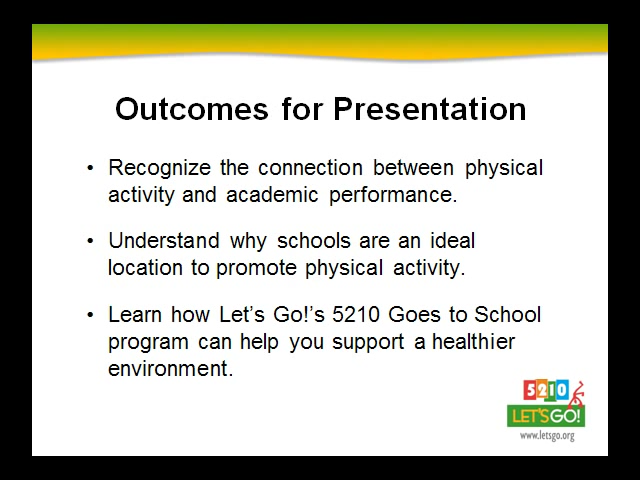 Outcomes for Presentation
• Recognize the connection between physical
activity and academic performance.
• Understand why schools are an ideal
location to promote physical activity.
• Learn how Let’s Go!’s 5210 Goes to School
program can help you support a healthier
environment.
5210
LET'S GO!
www.letsgo.org